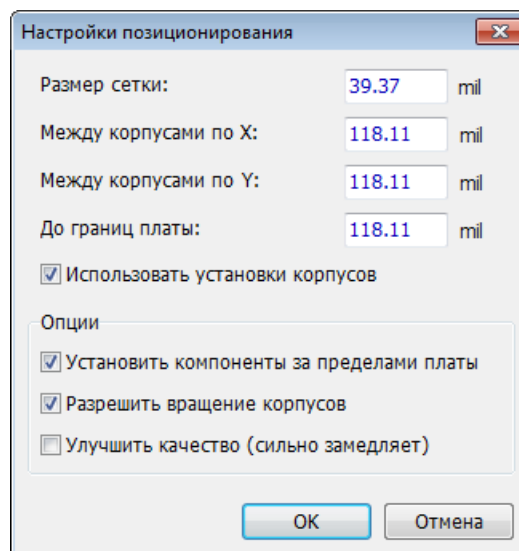 Настройки позиционирования
Размер сетки: 39.37 mil
Между корпусами по X: 118.11 mil
Между корпусами по Y: 118.11 mil
До границ платы: 118.11 mil
Использовать установки корпусов
Опции
Установить компоненты за пределами платы
Разрешить вращение корпусов
Улучшить качество (сильно замедляет)
OK Отмена